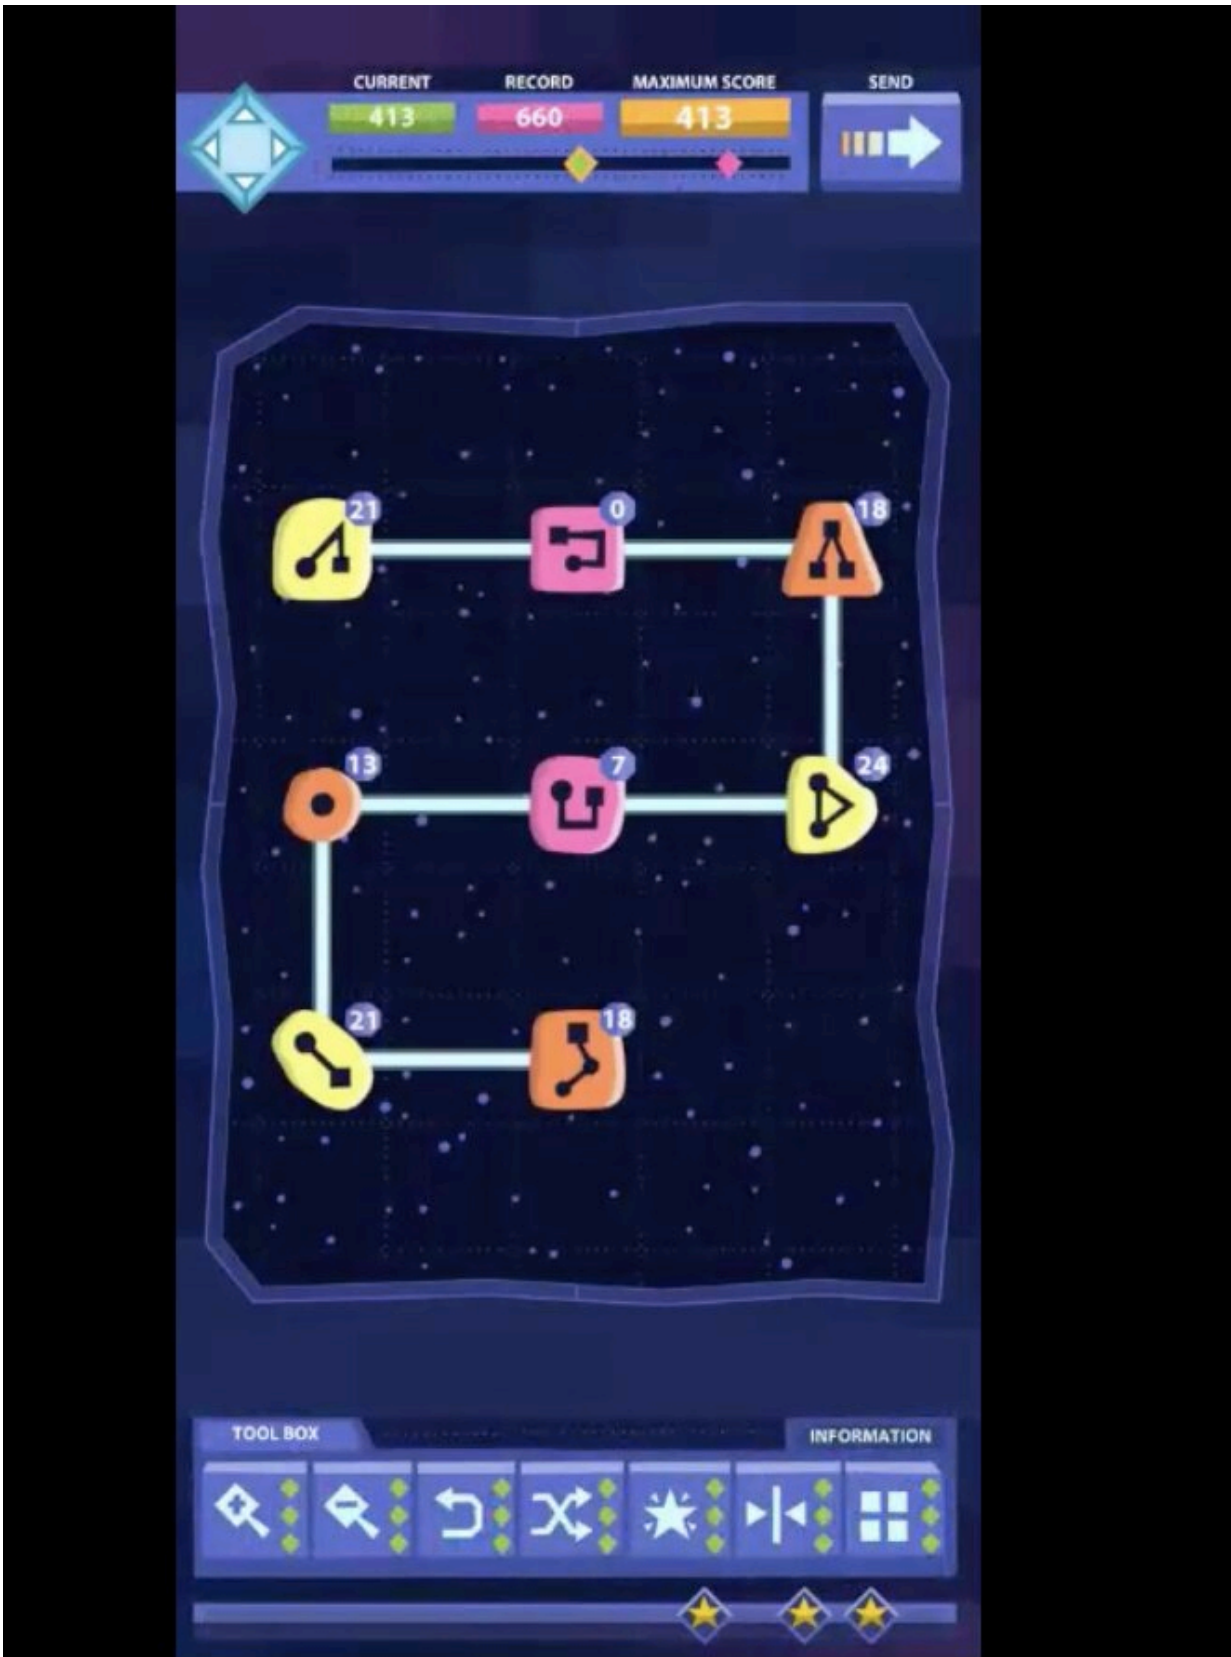 CURRENT RECORD MAXIMUM SCORE SEND
413 660 413
21 0 18
13 7 24
21 18
TOOL BOX INFORMATION